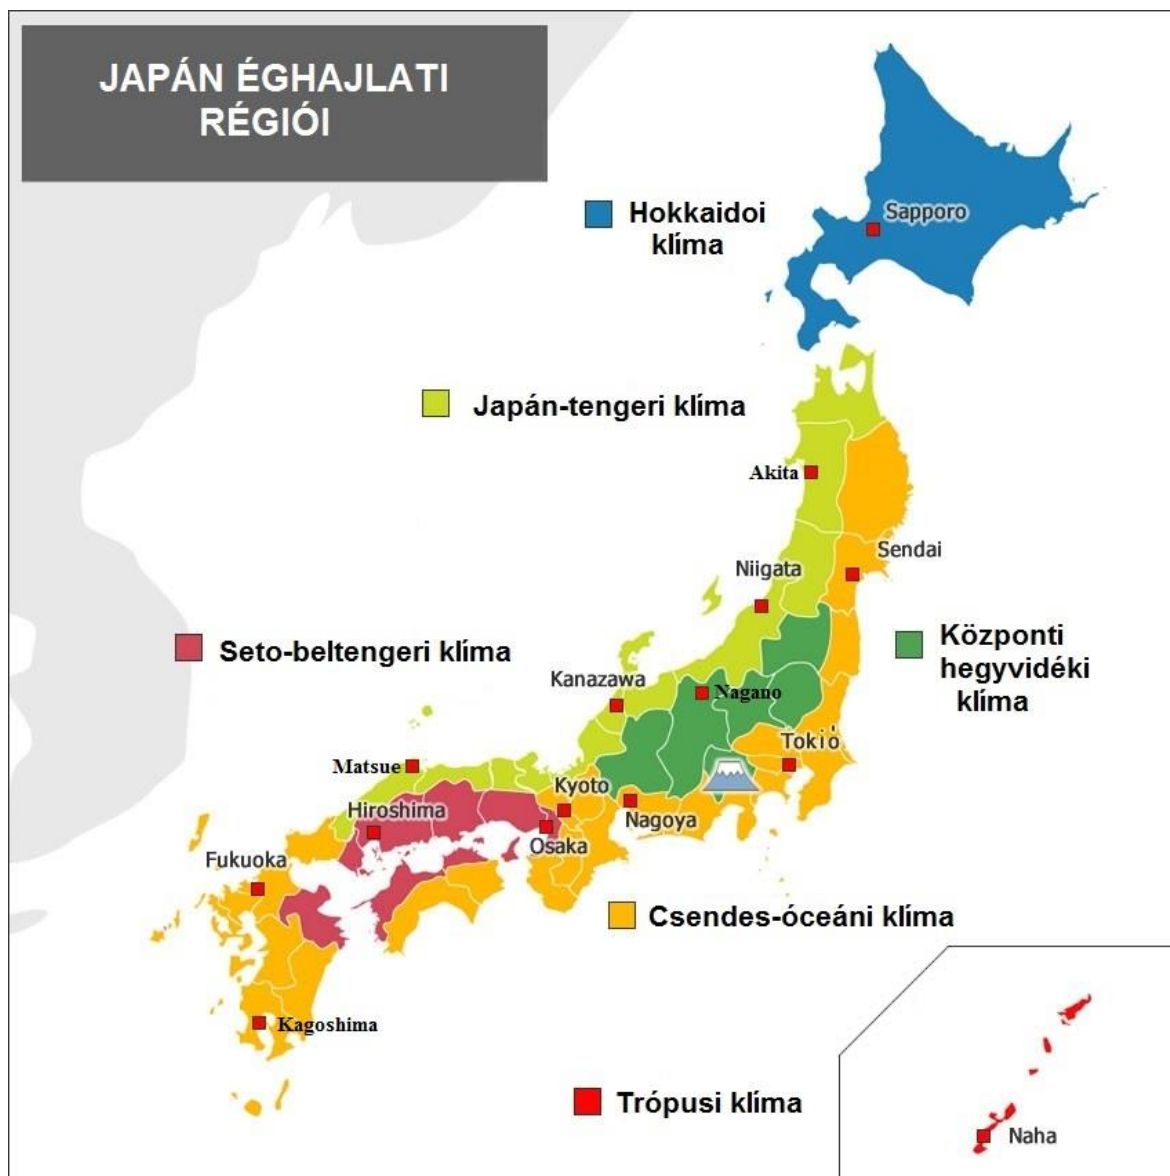 JAPÁN ÉGHAJLATI
RÉGIÓI
Hokkaidoi
klíma
Sapporo
Japán-tengeri klíma
Akita
Sendai
Niigata
Seto-beltengeri klíma
Központi
hegyvidéki
klíma
Kanazawa
Nagano
Tokió
Matsue
Kyoto
Hiroshima
Nagoya
Osaka
Fukuoka
Csendes-óceáni klíma
Kagoshima
Trópusi klíma
Naha